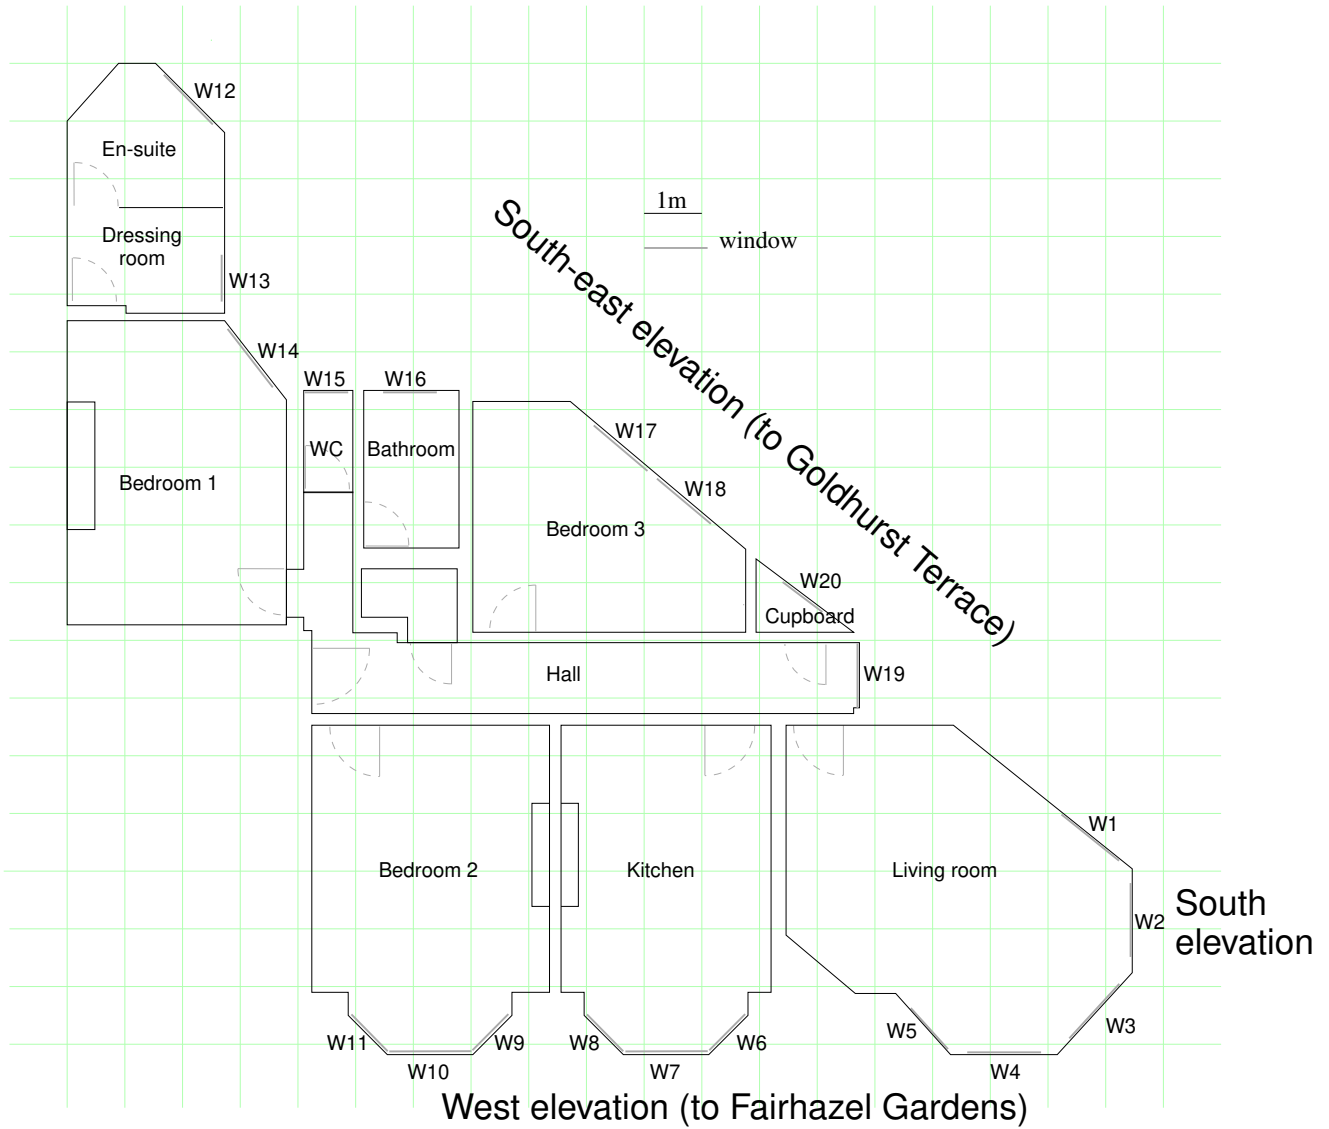 W12
En-suite
Dressing
room
W13
1m
window
South-east elevation (to Goldhurst Terrace)
W14
W15
W16
WC
Bathroom
Bedroom 1
W17
W18
Bedroom 3
W20
Cupboard
Hall
W19
Bedroom 2
Kitchen
Living room
W1
W2
South
elevation
W11
W9
W8
W6
W5
W3
W10
W7
W4
West elevation (to Fairhazel Gardens)